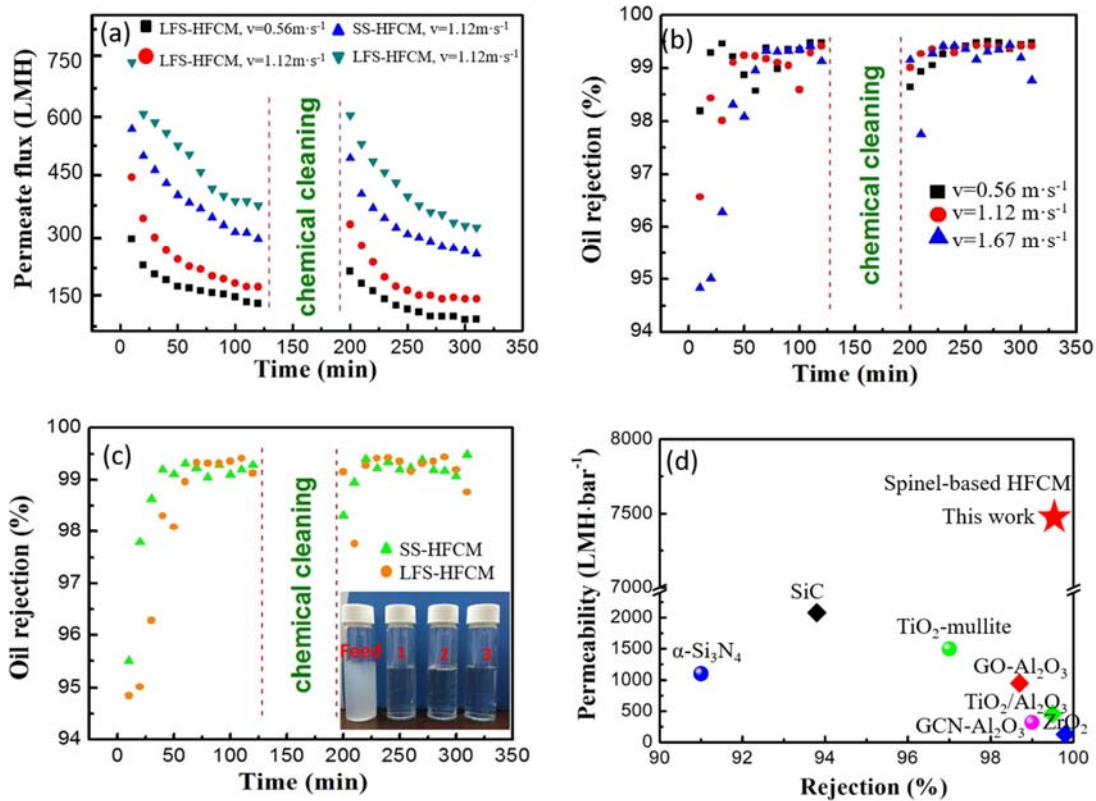 (a)
LFS-HFCM, v=0.56m·s⁻¹
SS-HFCM, v=1.12m·s⁻¹
LFS-HFCM, v=1.12m·s⁻¹
LFS-HFCM, v=1.12m·s⁻¹
Permeate flux (LMH)
750
600
450
300
150
chemical cleaning
0 50 100 200 250 300 350
Time (min)
(b)
Oil rejection (%)
100
99
98
97
96
95
94
chemical cleaning
v=0.56 m·s⁻¹
v=1.12 m·s⁻¹
v=1.67 m·s⁻¹
0 50 100 200 250 300 350
Time (min)
(c)
Oil rejection (%)
100
99
98
97
96
95
94
chemical cleaning
SS-HFCM
LFS-HFCM
Feed 1 2 3
0 50 100 200 250 300 350
Time (min)
(d)
Permeability (LMH·bar⁻¹)
8000
7500
7000
2000
1500
1000
500
0
Spinel-based HFCM
This work
SiC
TiO₂-mullite
α-Si₃N₄
GO-Al₂O₃
TiO₂/Al₂O₃
GCN-Al₂O₃
ZrO₂
90 92 94 96 98 100
Rejection (%)